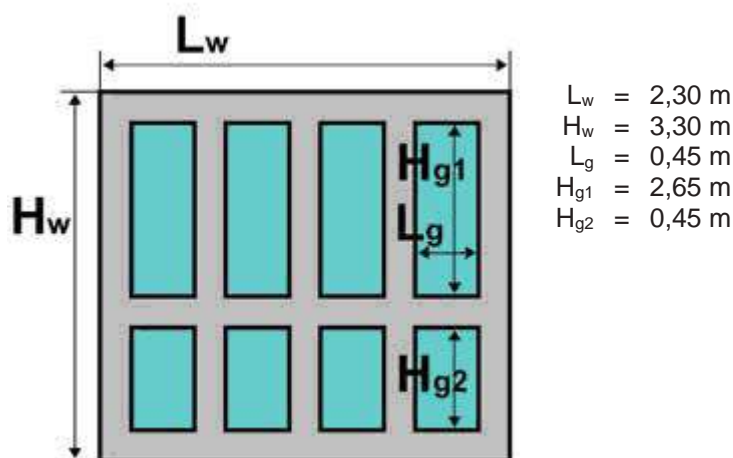 Lw
Hw
Hg1
Lg
Hg2
Lw = 2,30 m
Hw = 3,30 m
Lg = 0,45 m
Hg1 = 2,65 m
Hg2 = 0,45 m